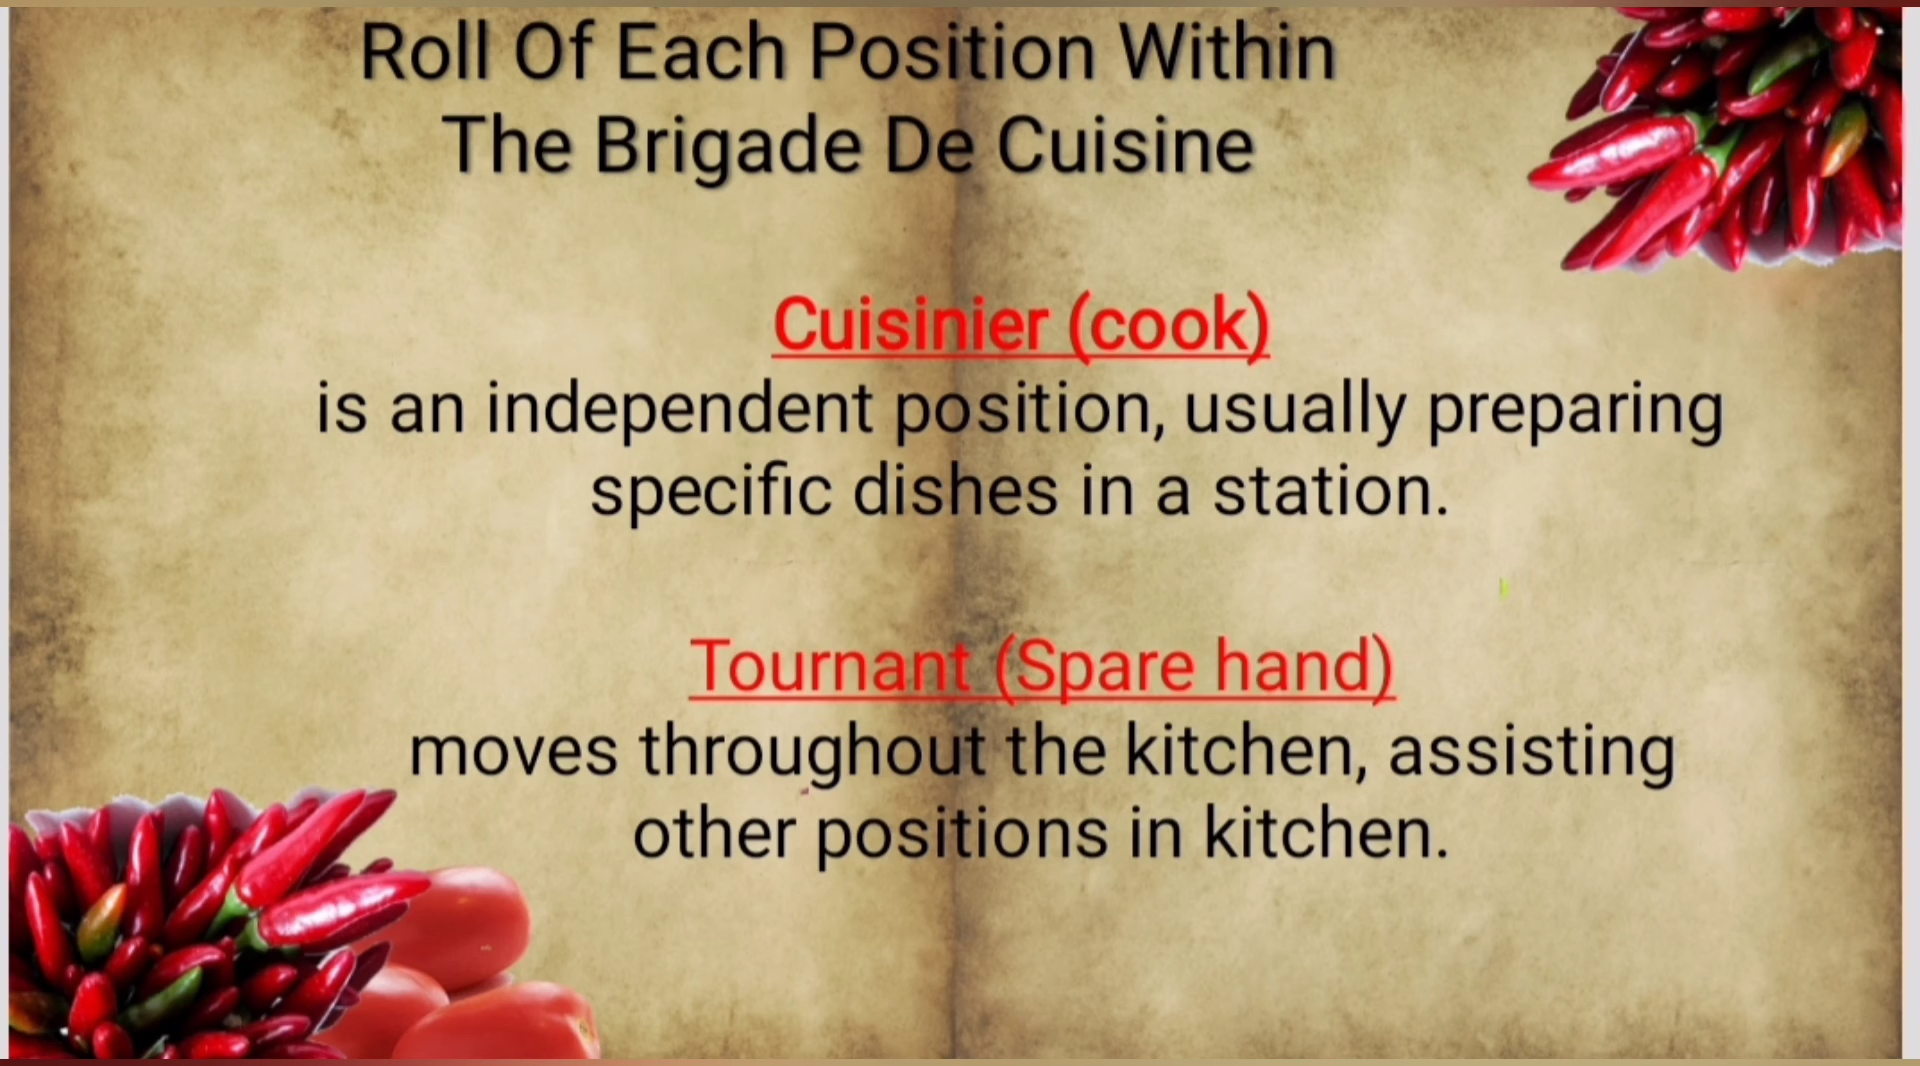 Roll Of Each Position Within
The Brigade De Cuisine
Cuisinier (cook)
is an independent position, usually preparing
specific dishes in a station.
Tournant (Spare hand)
moves throughout the kitchen, assisting
other positions in kitchen.